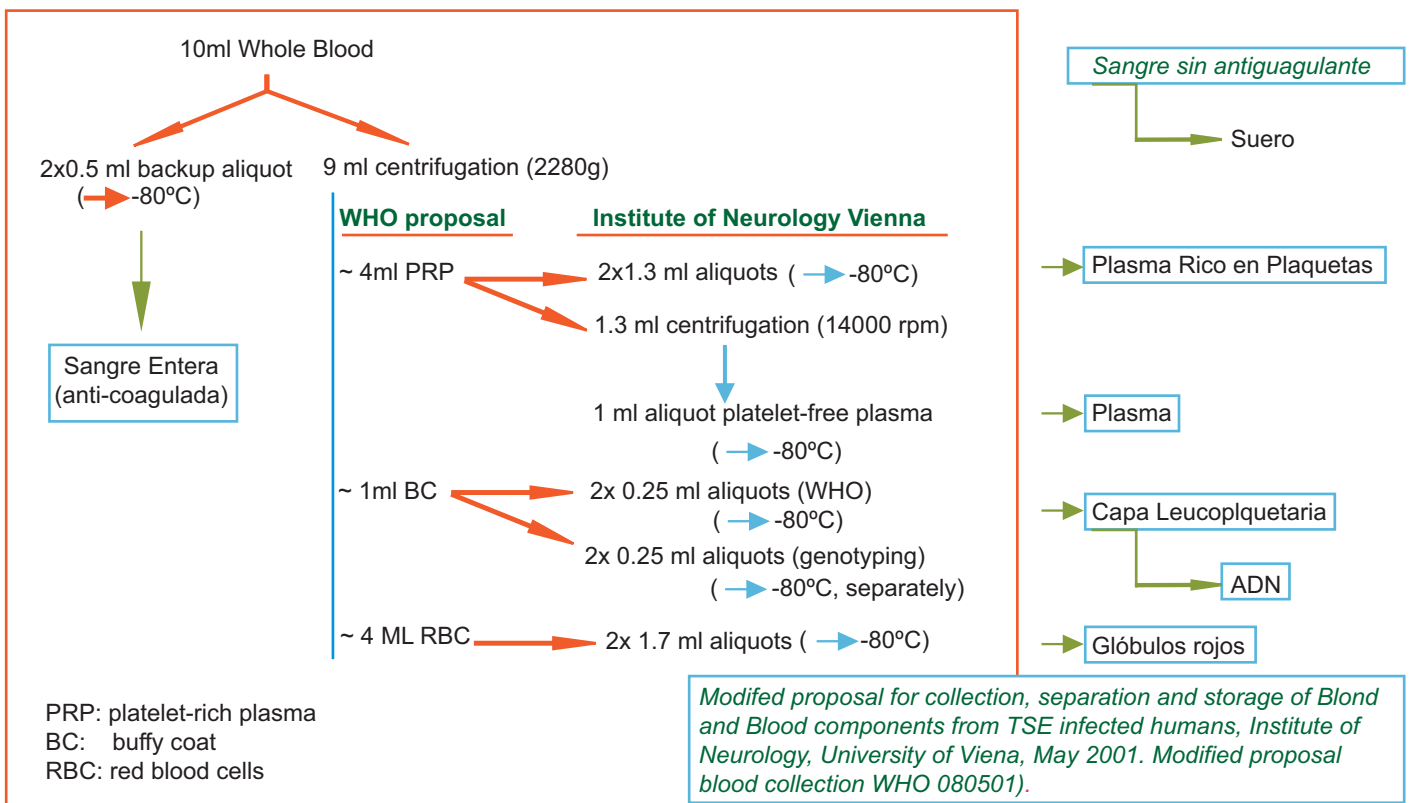 10ml Whole Blood
2x0.5 ml backup aliquot
( -80ºC)
Sangre Entera
(anti-coagulada)
9 ml centrifugation (2280g)
WHO proposal
Institute of Neurology Vienna
~ 4ml PRP
2x1.3 ml aliquots ( -80ºC)
1.3 ml centrifugation (14000 rpm)
1 ml aliquot platelet-free plasma
( -80ºC)
~ 1ml BC
2x 0.25 ml aliquots (WHO)
( -80ºC)
2x 0.25 ml aliquots (genotyping)
( -80ºC, separately)
~ 4 ML RBC
2x 1.7 ml aliquots ( -80ºC)
PRP: platelet-rich plasma
BC: buffy coat
RBC: red blood cells
Sangre sin antiguagulante
Suero
Plasma Rico en Plaquetas
Plasma
Capa Leucoplquetaria
ADN
Glóbulos rojos
Modifed proposal for collection, separation and storage of Blond
and Blood components from TSE infected humans, Institute of
Neurology, University of Viena, May 2001. Modified proposal
blood collection WHO 080501).